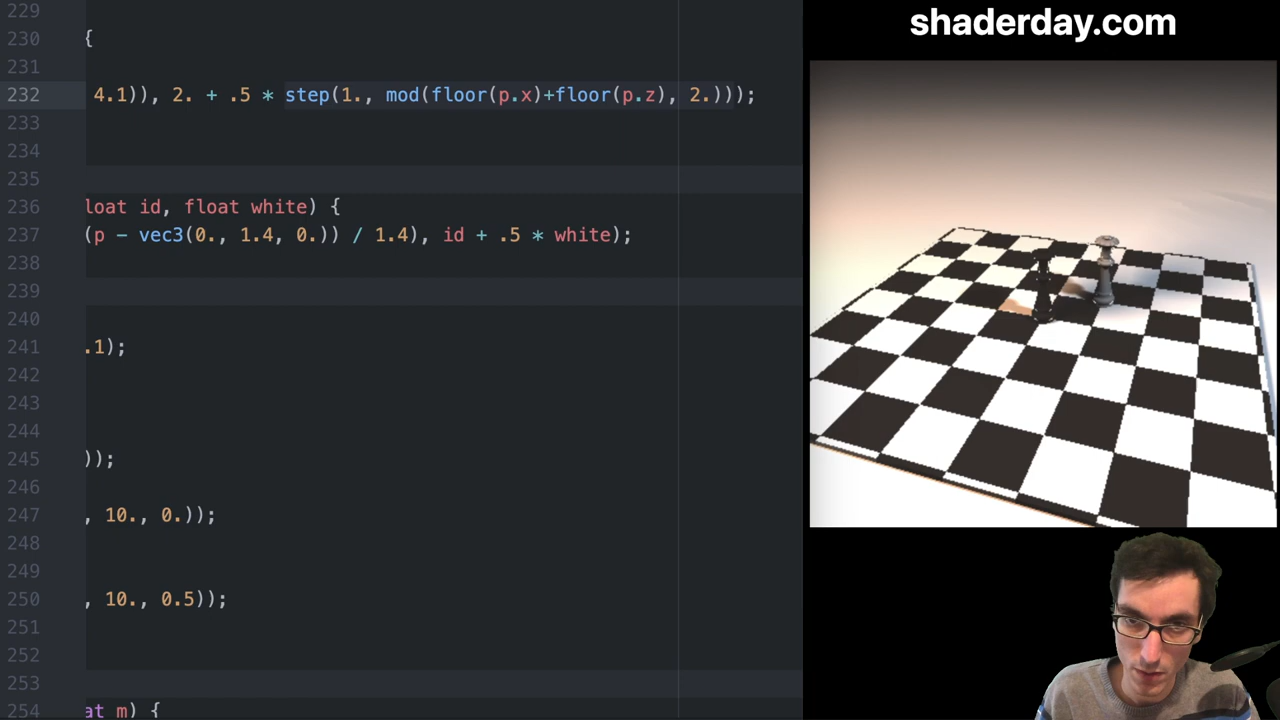 shaderday.com
229
230 {
231
232 4.1)), 2. + .5 * step(1., mod(floor(p.x)+floor(p.z), 2.)));
233
234
235
236 loat id, float white) {
237 (p - vec3(0., 1.4, 0.)) / 1.4), id + .5 * white);
238
239
240
241 .1);
242
243
244
245 ));
246
247 , 10., 0.));
248
249
250 , 10., 0.5));
251
252
253
254 at m) {